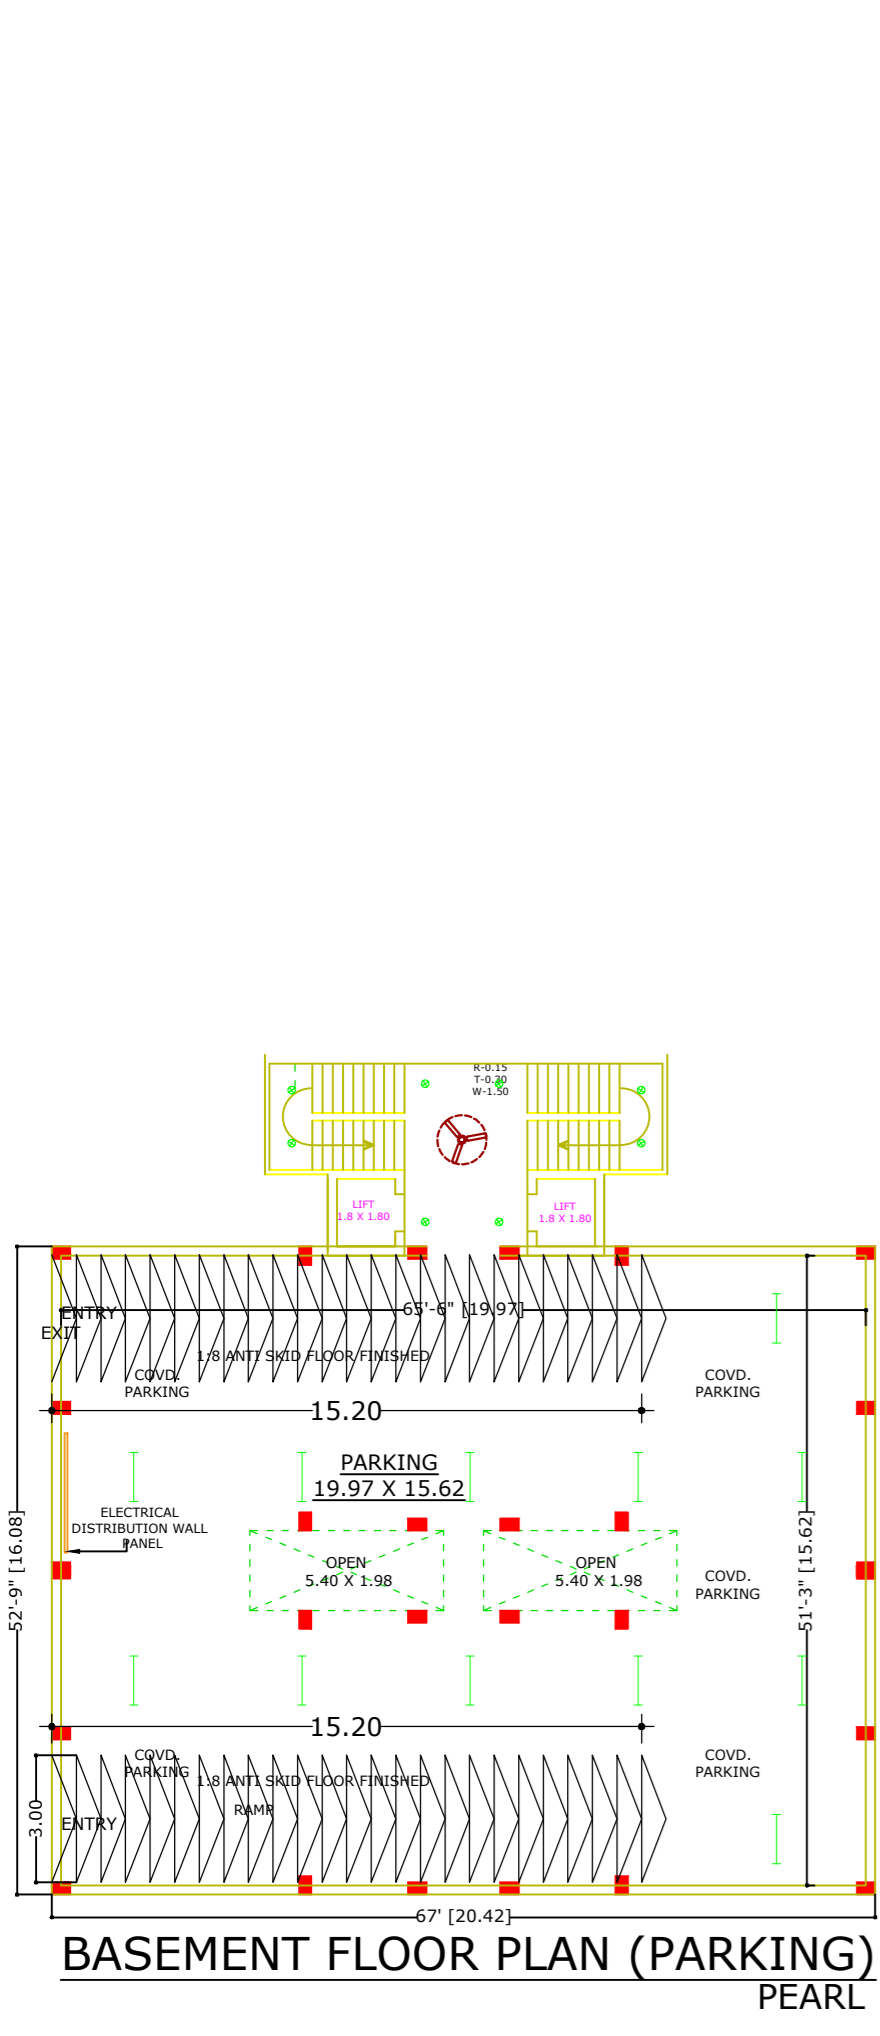 R-0.15
T-0.30
W-1.50
LIFT
1.8 X 1.80
LIFT
1.8 X 1.80
65'-6" [19.97]
ENTRY
EXIT
1:8 ANTI SKID FLOOR FINISHED
COVD.
PARKING
COVD.
PARKING
15.20
PARKING
19.97 X 15.62
ELECTRICAL
DISTRIBUTION WALL
PANEL
52'-9" [16.08]
51'-3" [15.62]
OPEN
5.40 X 1.98
OPEN
5.40 X 1.98
COVD.
PARKING
15.20
COVD.
PARKING
COVD.
PARKING
1:8 ANTI SKID FLOOR FINISHED
RAMP
3.00
ENTRY
67' [20.42]
BASEMENT FLOOR PLAN (PARKING)
PEARL